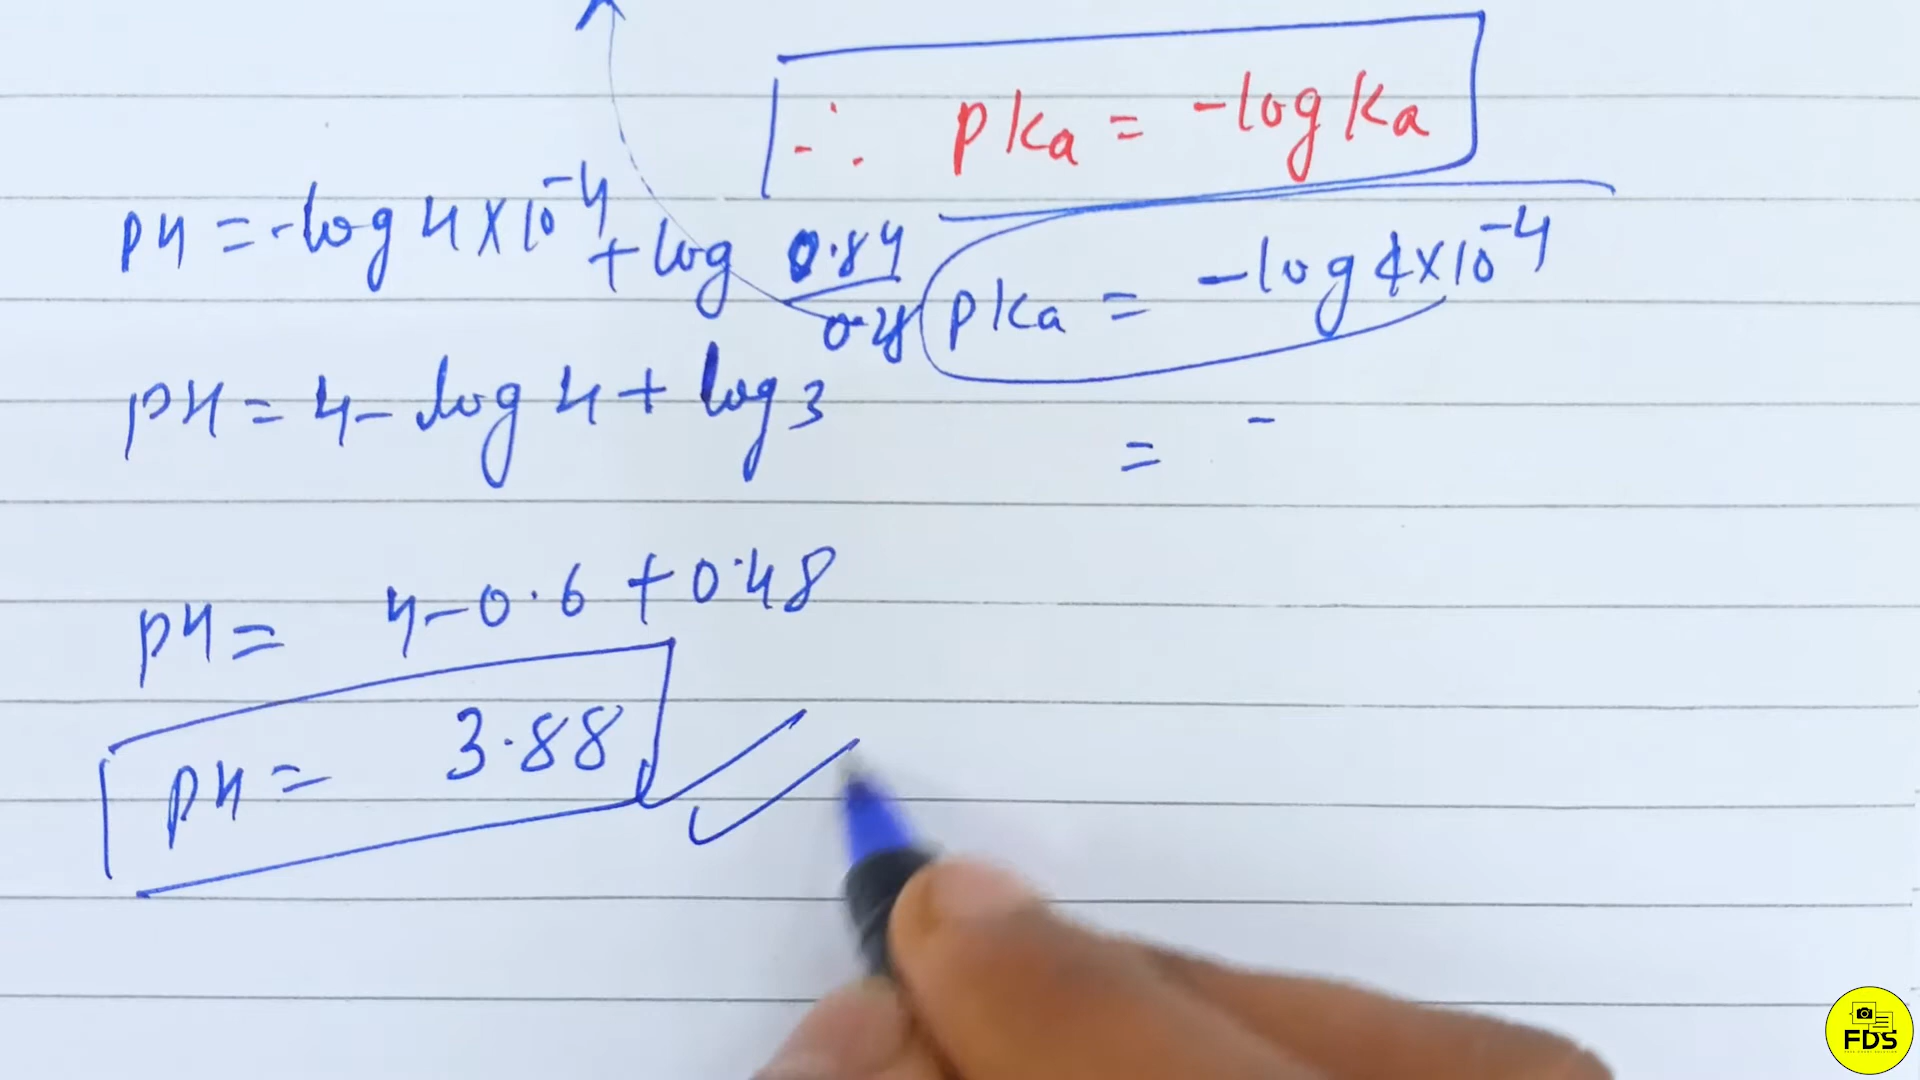 ∴ pKa = -log Ka
pH = -log 4×10⁻⁴ + log 0.84/0.28
pKa = -log 4×10⁻⁴
pH = 4 - log 4 + log 3
= -
pH = 4 - 0.6 + 0.48
pH = 3.88
FDS